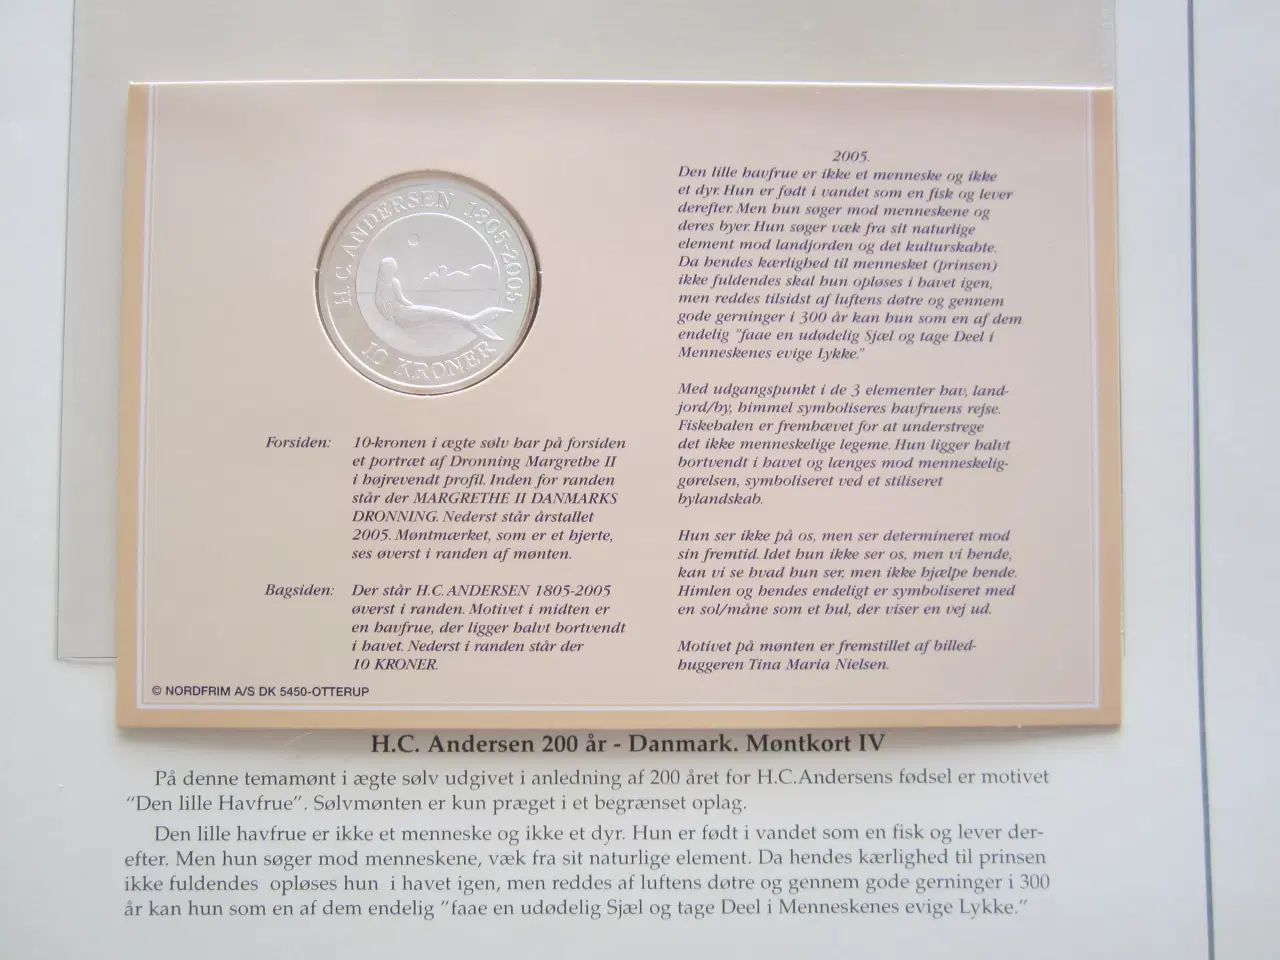 H.C. ANDERSEN 1805-2005
10 KRONER
Forsiden: 10-kronen i ægte sølv har på forsiden
et portræt af Dronning Margrethe II
i højrevendt profil. Inden for randen
står der MARGRETHE II DANMARKS
DRONNING. Nederst står årstallet
2005. Møntmærket, som er et hjerte,
ses øverst i randen af mønten.
Bagsiden: Der står H.C. ANDERSEN 1805-2005
øverst i randen. Motivet i midten er
en havfrue, der ligger halvt bortvendt
i havet. Nederst i randen står der
10 KRONER.
© NORDFRIM A/S DK 5450-OTTERUP
2005.
Den lille havfrue er ikke et menneske og ikke
et dyr. Hun er født i vandet som en fisk og lever
derefter. Men hun søger mod menneskene og
deres byer. Hun søger væk fra sit naturlige
element mod landjorden og det kulturskabte.
Da hendes kærlighed til mennesket (prinsen)
ikke fuldendes skal hun opløses i havet igen,
men reddes tilsidst af luftens døtre og gennem
gode gerninger i 300 år kan hun som en af dem
endelig "faae en udødelig Sjæl og tage Deel i
Menneskenes evige Lykke."
Med udgangspunkt i de 3 elementer hav, land-
jord/by, himmel symboliseres havfruens rejse.
Fiskehalen er fremhævet for at understrege
det ikke menneskelige legeme. Hun ligger halvt
bortvendt i havet og længes mod menneskelig-
gørelsen, symboliseret ved et stiliseret
bylandskab.
Hun ser ikke på os, men ser determineret mod
sin fremtid. Idet hun ikke ser os, men vi hende,
kan vi se hvad hun ser, men ikke hjælpe hende.
Himlen og hendes endeligt er symboliseret med
en sol/måne som et hul, der viser en vej ud.
Motivet på mønten er fremstillet af billed-
huggeren Tina Maria Nielsen.
H.C. Andersen 200 år - Danmark. Møntkort IV
På denne temamønt i ægte sølv udgivet i anledning af 200 året for H.C.Andersens fødsel er motivet
"Den lille Havfrue". Sølvmønten er kun præget i et begrænset oplag.
Den lille havfrue er ikke et menneske og ikke et dyr. Hun er født i vandet som en fisk og lever der-
efter. Men hun søger mod menneskene, væk fra sit naturlige element. Da hendes kærlighed til prinsen
ikke fuldendes opløses hun i havet igen, men reddes af luftens døtre og gennem gode gerninger i 300
år kan hun som en af dem endelig "faae en udødelig Sjæl og tage Deel i Menneskenes evige Lykke."